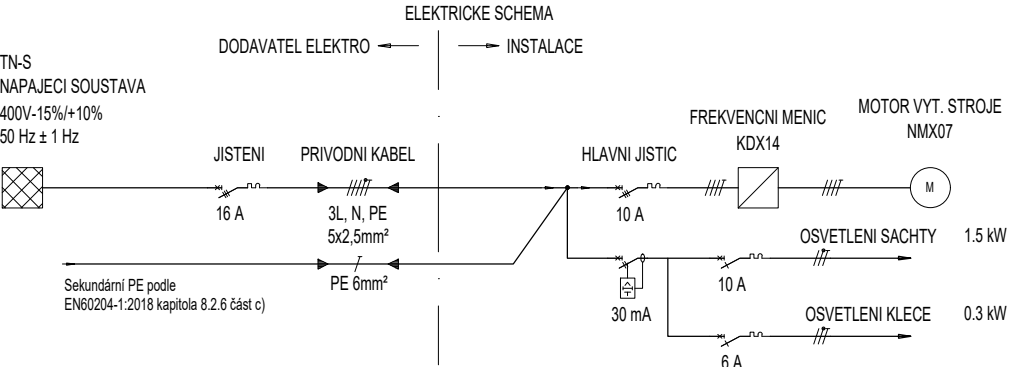 ELEKTRICKE SCHEMA
DODAVATEL ELEKTRO
INSTALACE
TN-S
NAPAJECI SOUSTAVA
400V-15%/+10%
50 Hz ± 1 Hz
JISTENI
16 A
PRIVODNI KABEL
3L, N, PE
5x2,5mm²
HLAVNI JISTIC
10 A
FREKVENCNI MENIC
KDX14
MOTOR VYT. STROJE
NMX07
M
Sekundární PE podle
EN60204-1:2018 kapitola 8.2.6 část c)
PE 6mm²
30 mA
10 A
OSVETLENI SACHTY 1.5 kW
6 A
OSVETLENI KLECE 0.3 kW